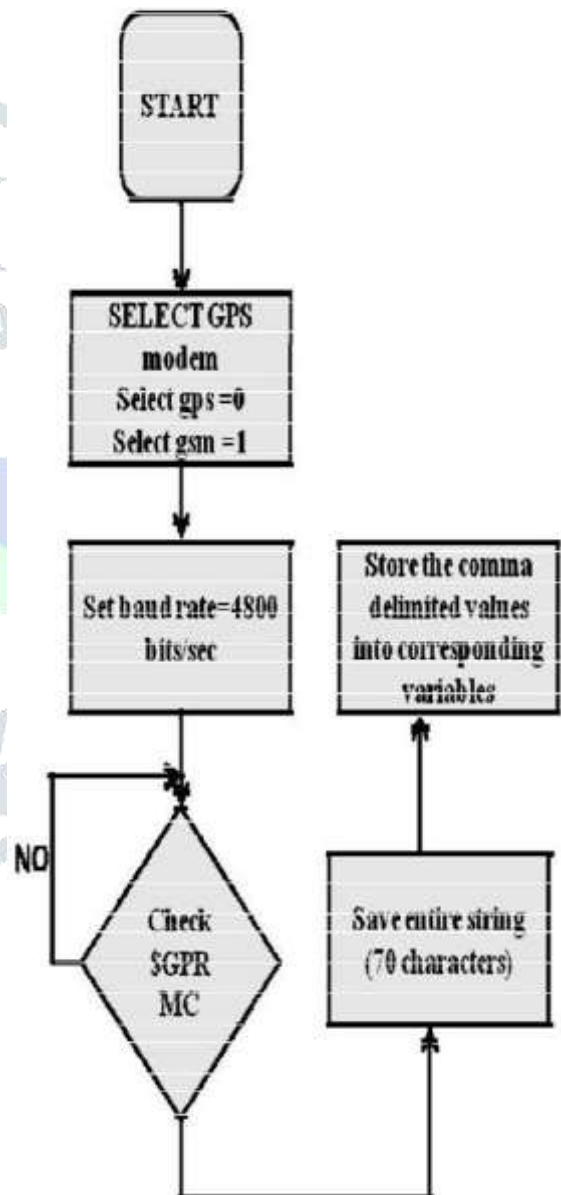 START
SELECT GPS
modem
Select gps =0
Select gsm =1
Set baud rate=4800
bits/sec
NO
Check
$GPR
MC
Save entire string
(70 characters)
Store the comma
delimited values
into corresponding
variables